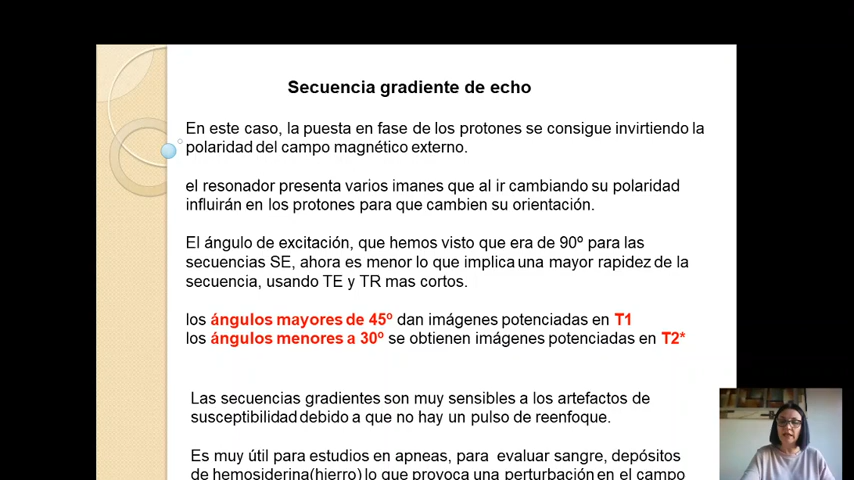 Secuencia gradiente de echo
En este caso, la puesta en fase de los protones se consigue invirtiendo la
polaridad del campo magnético externo.
el resonador presenta varios imanes que al ir cambiando su polaridad
influirán en los protones para que cambien su orientación.
El ángulo de excitación, que hemos visto que era de 90º para las
secuencias SE, ahora es menor lo que implica una mayor rapidez de la
secuencia, usando TE y TR mas cortos.
los ángulos mayores de 45º dan imágenes potenciadas en T1
los ángulos menores a 30º se obtienen imágenes potenciadas en T2*
Las secuencias gradientes son muy sensibles a los artefactos de
susceptibilidad debido a que no hay un pulso de reenfoque.
Es muy útil para estudios en apneas, para evaluar sangre, depósitos
de hemosiderina(hierro) lo que provoca una perturbación en el campo